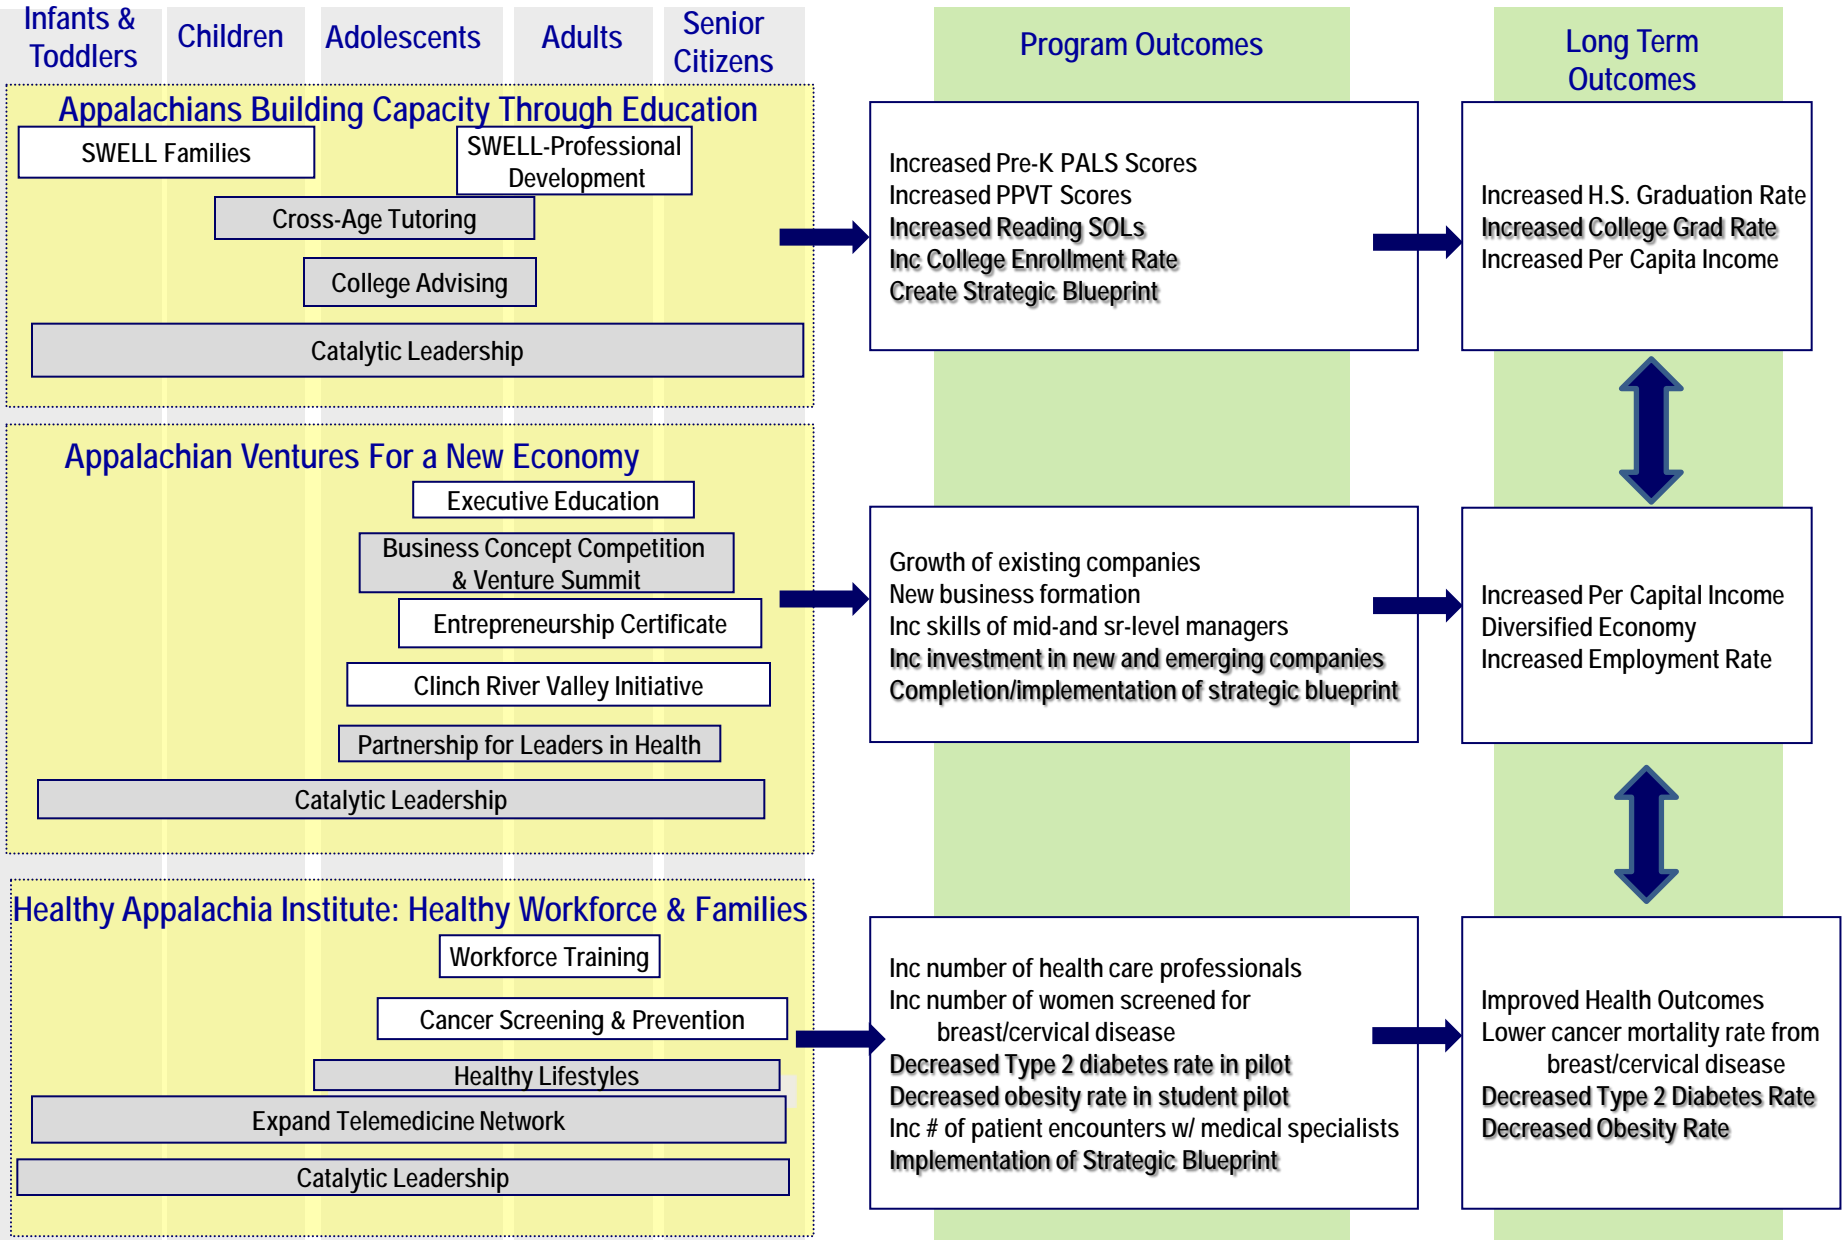 Infants &
Toddlers
Children
Adolescents
Adults
Senior
Citizens
Program Outcomes
Long Term
Outcomes
Appalachians Building Capacity Through Education
SWELL Families
SWELL-Professional
Development
Cross-Age Tutoring
College Advising
Catalytic Leadership
Increased Pre-K PALS Scores
Increased PPVT Scores
Increased Reading SOLs
Inc College Enrollment Rate
Create Strategic Blueprint
Increased H.S. Graduation Rate
Increased College Grad Rate
Increased Per Capita Income
Appalachian Ventures For a New Economy
Executive Education
Business Concept Competition
& Venture Summit
Entrepreneurship Certificate
Clinch River Valley Initiative
Partnership for Leaders in Health
Catalytic Leadership
Growth of existing companies
New business formation
Inc skills of mid-and sr-level managers
Inc investment in new and emerging companies
Completion/implementation of strategic blueprint
Increased Per Capital Income
Diversified Economy
Increased Employment Rate
Healthy Appalachia Institute: Healthy Workforce & Families
Workforce Training
Cancer Screening & Prevention
Healthy Lifestyles
Expand Telemedicine Network
Catalytic Leadership
Inc number of health care professionals
Inc number of women screened for
breast/cervical disease
Decreased Type 2 diabetes rate in pilot
Decreased obesity rate in student pilot
Inc # of patient encounters w/ medical specialists
Implementation of Strategic Blueprint
Improved Health Outcomes
Lower cancer mortality rate from
breast/cervical disease
Decreased Type 2 Diabetes Rate
Decreased Obesity Rate